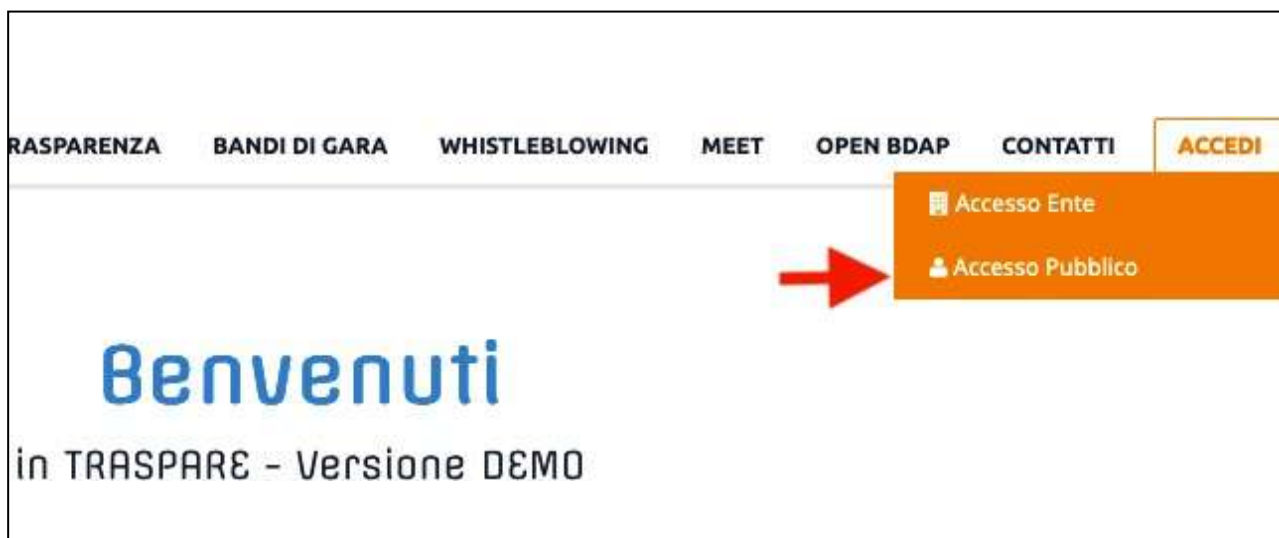 RASPARENZA BANDI DI GARA WHISTLEBLOWING MEET OPEN BDAP CONTATTI ACCEDI
Accesso Ente
Accesso Pubblico
Benvenuti
in TRASPARE - Versione DEMO